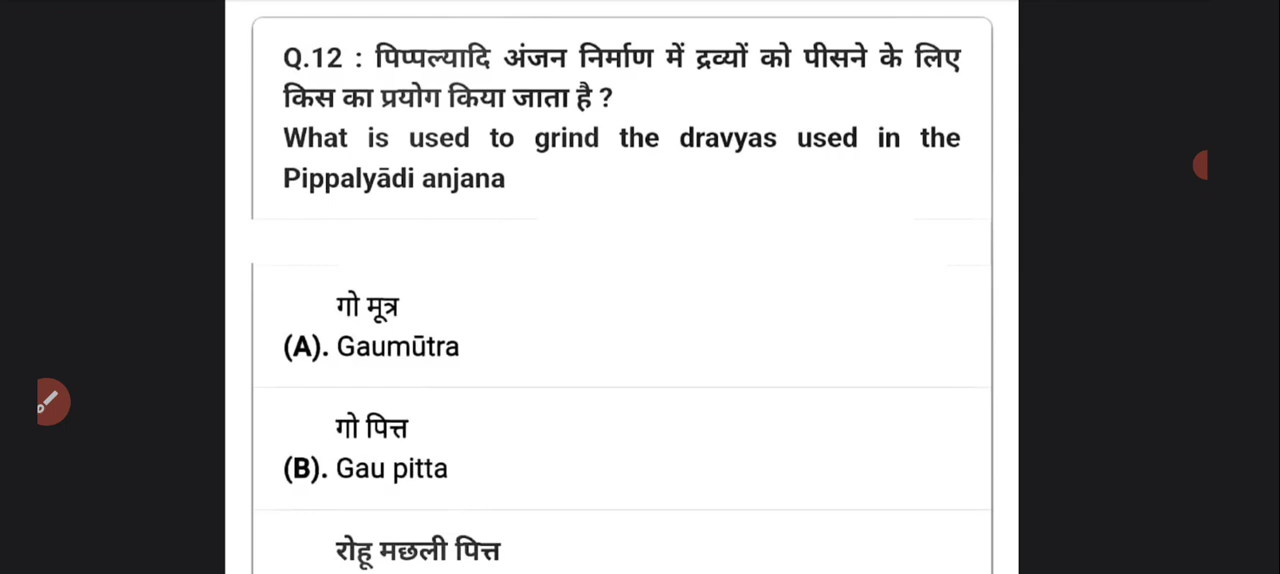 Q.12 : पिप्पल्यादि अंजन निर्माण में द्रव्यों को पीसने के लिए
किस का प्रयोग किया जाता है ?
What is used to grind the dravyas used in the
Pippalyādi anjana
गो मूत्र
(A). Gaumūtra
गो पित्त
(B). Gau pitta
रोहू मछली पित्त